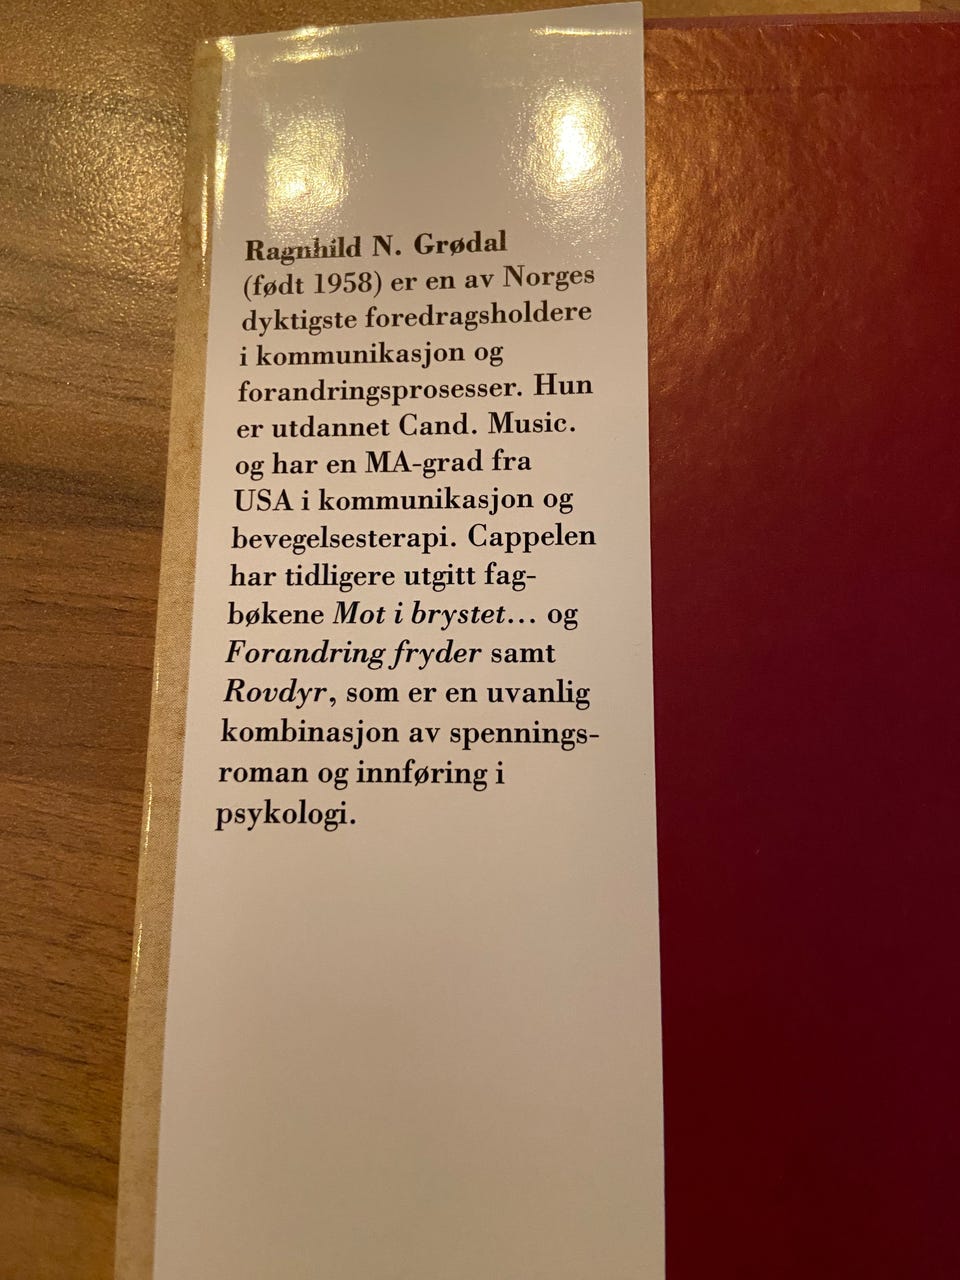 Ragnhild N. Grødal
(født 1958) er en av Norges
dyktigste foredragsholdere
i kommunikasjon og
forandringsprosesser. Hun
er utdannet Cand. Music.
og har en MA-grad fra
USA i kommunikasjon og
bevegelsesterapi. Cappelen
har tidligere utgitt fag-
bøkene Mot i brystet... og
Forandring fryder samt
Rovdyr, som er en uvanlig
kombinasjon av spennings-
roman og innføring i
psykologi.